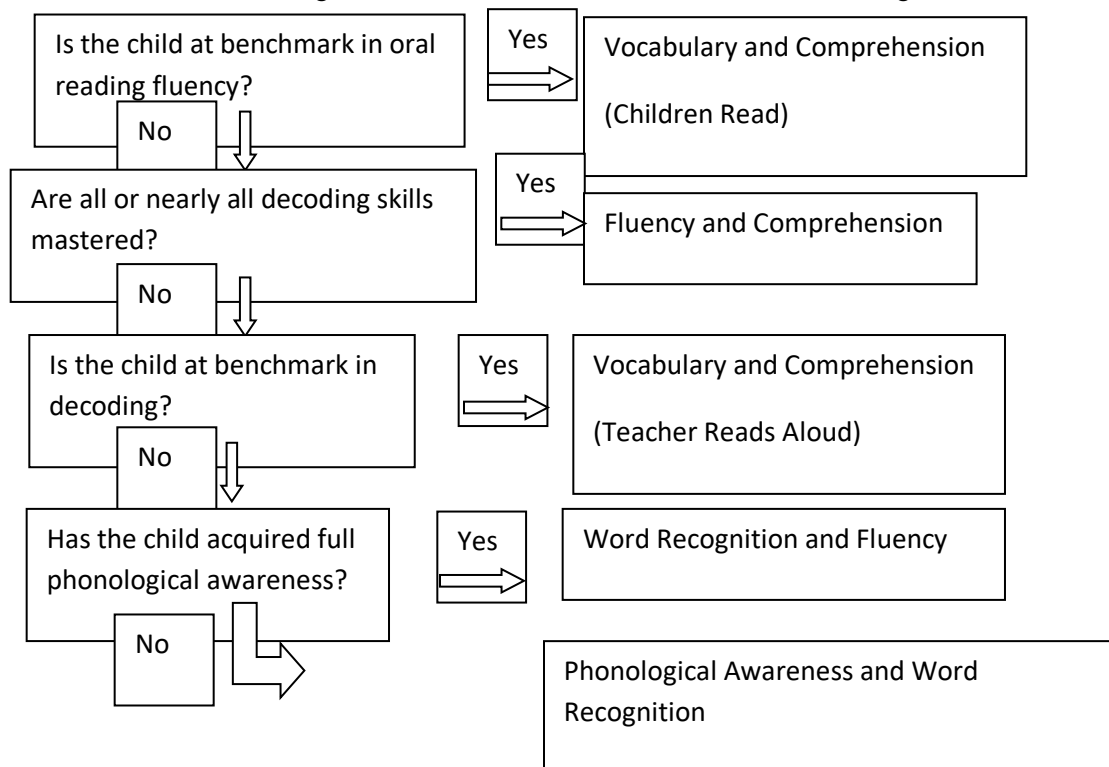 Is the child at benchmark in oral
reading fluency?
Yes
Vocabulary and Comprehension
(Children Read)
No
Are all or nearly all decoding skills
mastered?
Yes
Fluency and Comprehension
No
Is the child at benchmark in
decoding?
Yes
Vocabulary and Comprehension
(Teacher Reads Aloud)
No
Has the child acquired full
phonological awareness?
Yes
Word Recognition and Fluency
No
Phonological Awareness and Word
Recognition